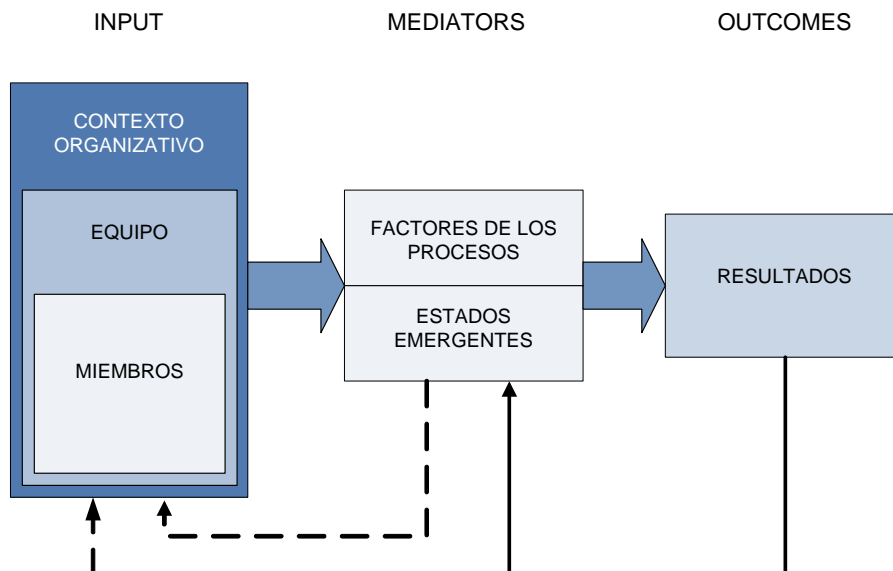 INPUT
MEDIATORS
OUTCOMES
CONTEXTO
ORGANIZATIVO
EQUIPO
MIEMBROS
FACTORES DE LOS
PROCESOS
ESTADOS
EMERGENTES
RESULTADOS